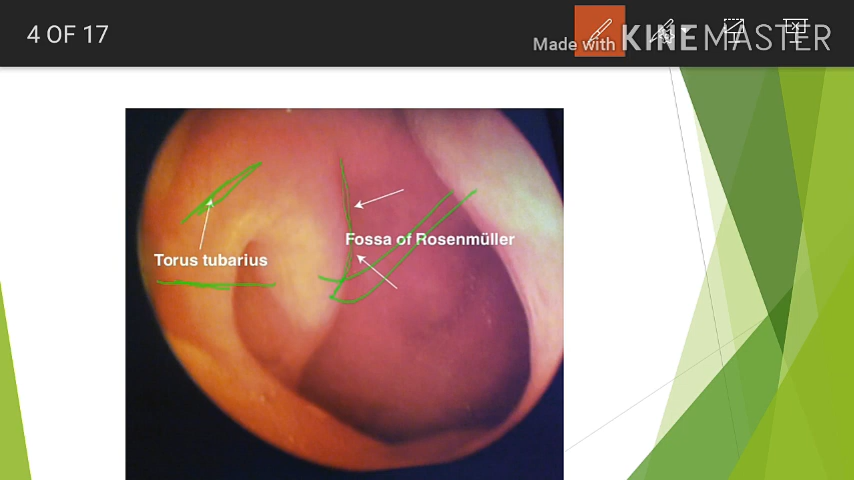 4 OF 17
Made with KINEMASTER
Fossa of Rosenmüller
Torus tubarius